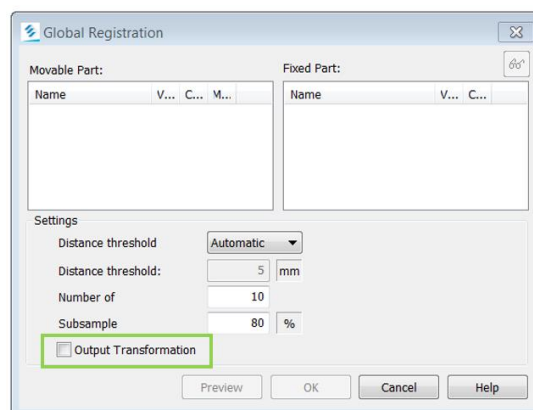 Global Registration
Movable Part:
Fixed Part:
Name V... C... M...
Name V... C...
Settings
Distance threshold Automatic
Distance threshold: 5 mm
Number of 10
Subsample 80 %
Output Transformation
Preview OK Cancel Help